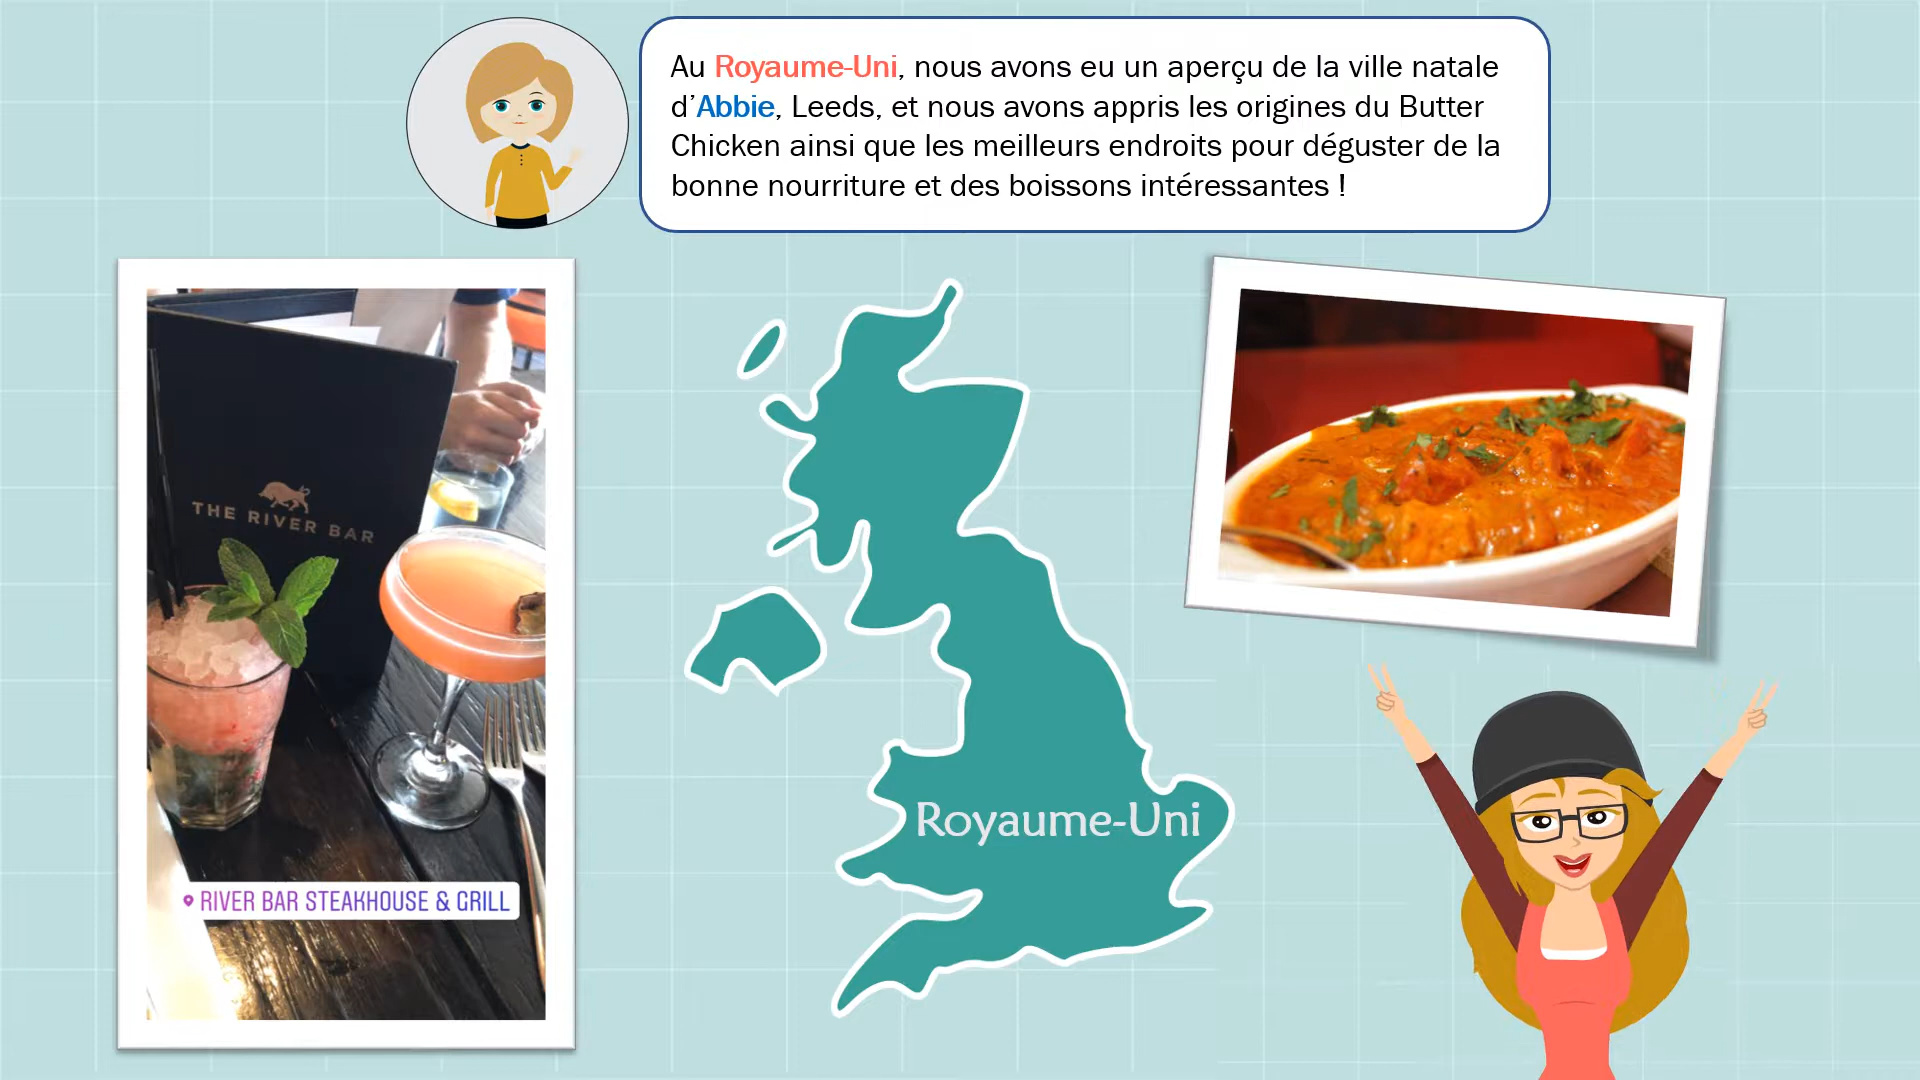 Au Royaume-Uni, nous avons eu un aperçu de la ville natale
d’Abbie, Leeds, et nous avons appris les origines du Butter
Chicken ainsi que les meilleurs endroits pour déguster de la
bonne nourriture et des boissons intéressantes !
THE RIVER BAR
RIVER BAR STEAKHOUSE & GRILL
Royaume-Uni